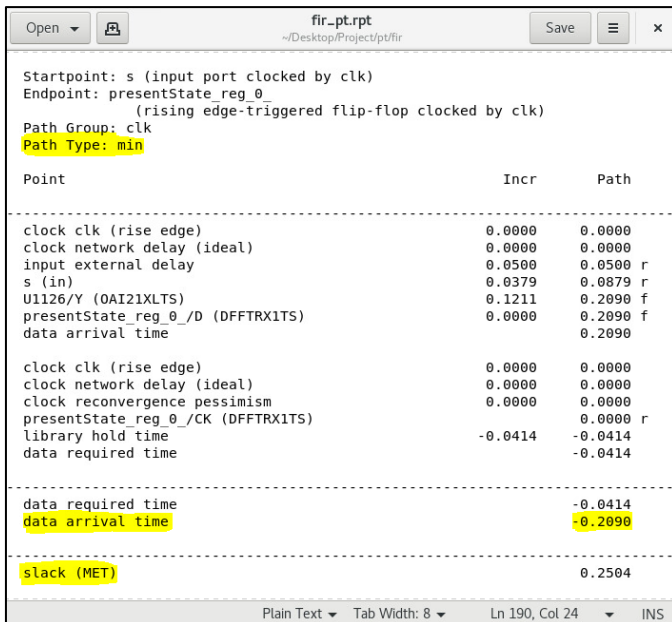 Open
fir_pt.rpt
~/Desktop/Project/pt/fir
Save
Startpoint: s (input port clocked by clk)
Endpoint: presentState_reg_0_
(rising edge-triggered flip-flop clocked by clk)
Path Group: clk
Path Type: min
Point Incr Path
clock clk (rise edge) 0.0000 0.0000
clock network delay (ideal) 0.0000 0.0000
input external delay 0.0500 0.0500 r
s (in) 0.0379 0.0879 r
U1126/Y (OAI21XLTS) 0.1211 0.2090 f
presentState_reg_0_/D (DFFTRX1TS) 0.0000 0.2090 f
data arrival time 0.2090
clock clk (rise edge) 0.0000 0.0000
clock network delay (ideal) 0.0000 0.0000
clock reconvergence pessimism 0.0000 0.0000
presentState_reg_0_/CK (DFFTRX1TS) 0.0000 r
library hold time -0.0414 -0.0414
data required time -0.0414
data required time -0.0414
data arrival time -0.2090
slack (MET) 0.2504
Plain Text Tab Width: 8 Ln 190, Col 24 INS